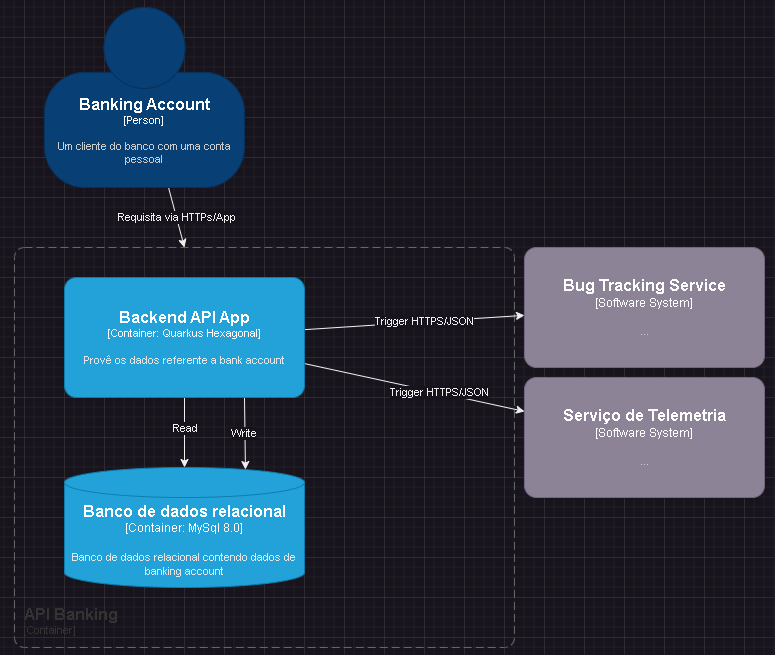 Banking Account
[Person]
Um cliente do banco com uma conta
pessoal
Requisita via HTTPs/App
Backend API App
[Container: Quarkus Hexagonal]
Provê os dados referente a bank account
Trigger HTTPS/JSON
Bug Tracking Service
[Software System]
...
Trigger HTTPS/JSON
Serviço de Telemetria
[Software System]
...
Read
Write
Banco de dados relacional
[Container: MySql 8.0]
Banco de dados relacional contendo dados de
banking account
API Banking
[Container]